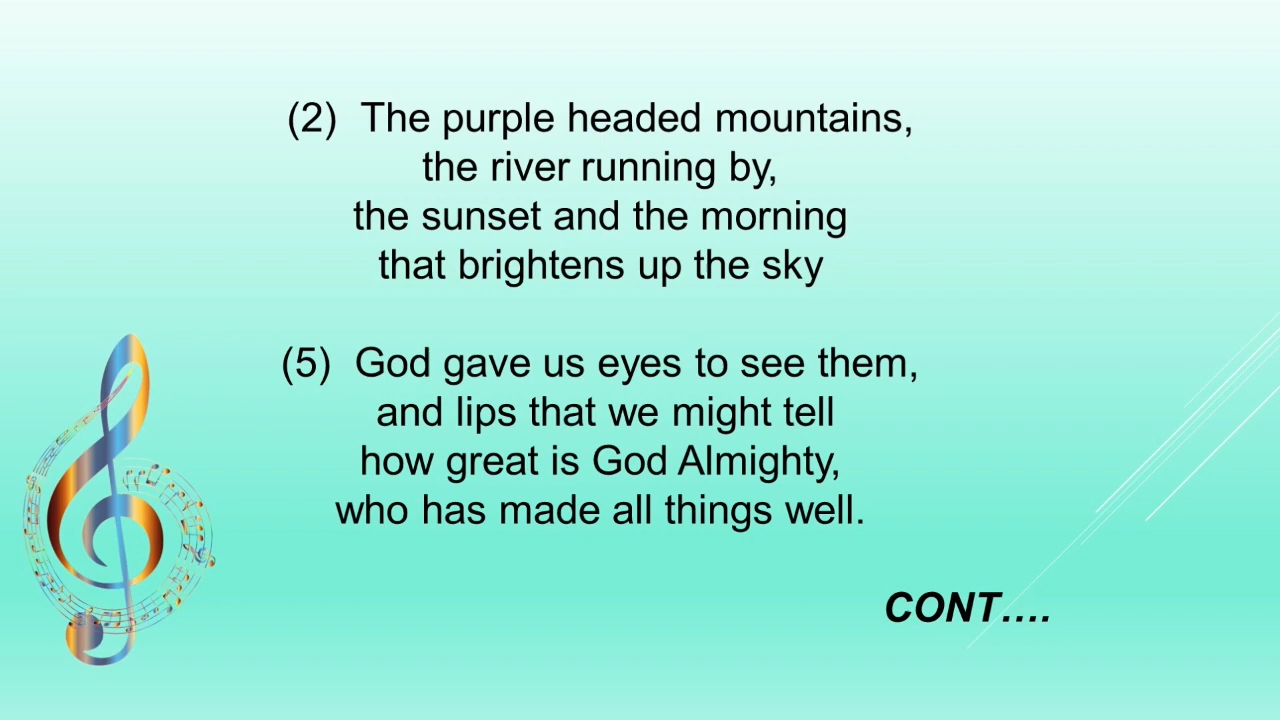 (2) The purple headed mountains,
the river running by,
the sunset and the morning
that brightens up the sky
(5) God gave us eyes to see them,
and lips that we might tell
how great is God Almighty,
who has made all things well.
CONT....